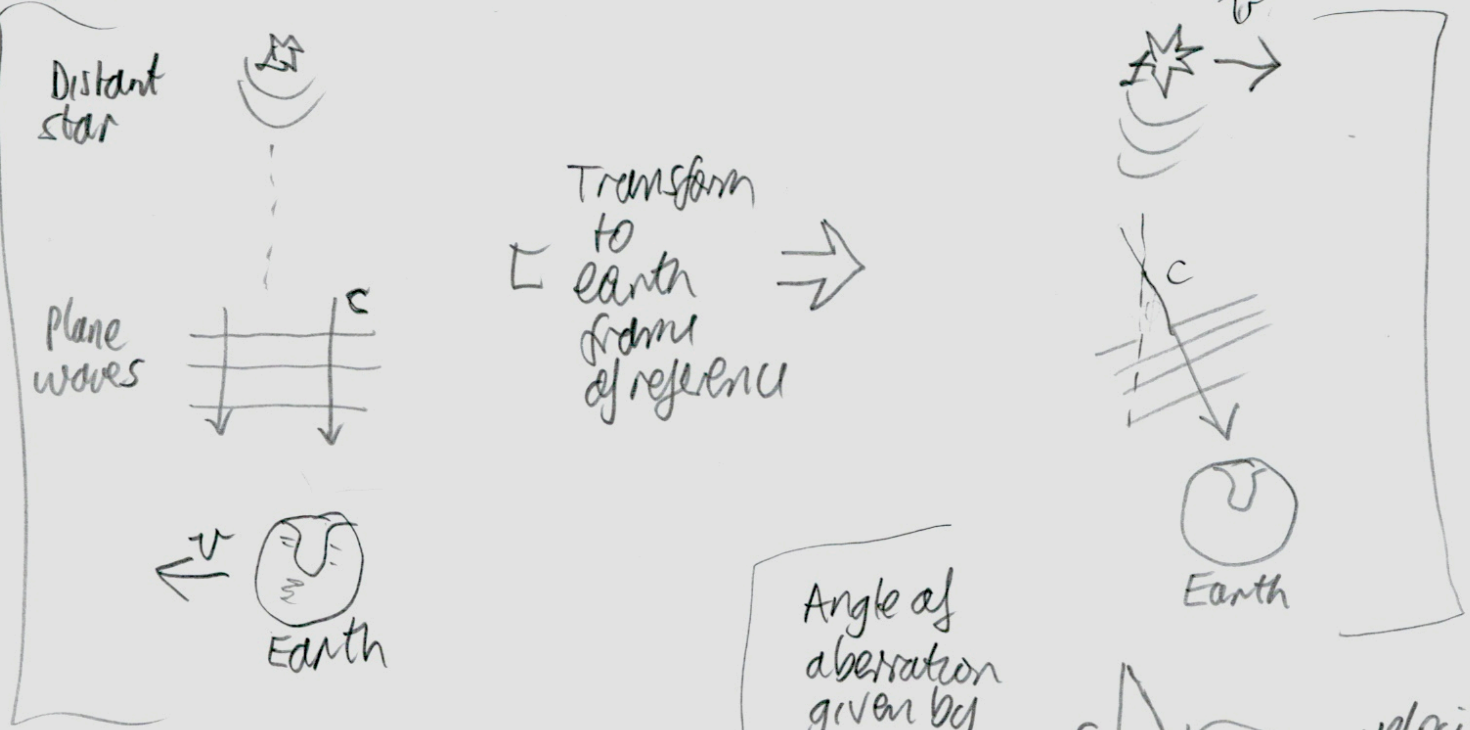 Distant
star
Plane
waves
c
v
Earth
Transform
to
earth
frame
of reference
v
c
Earth
Angle of
aberration
given by